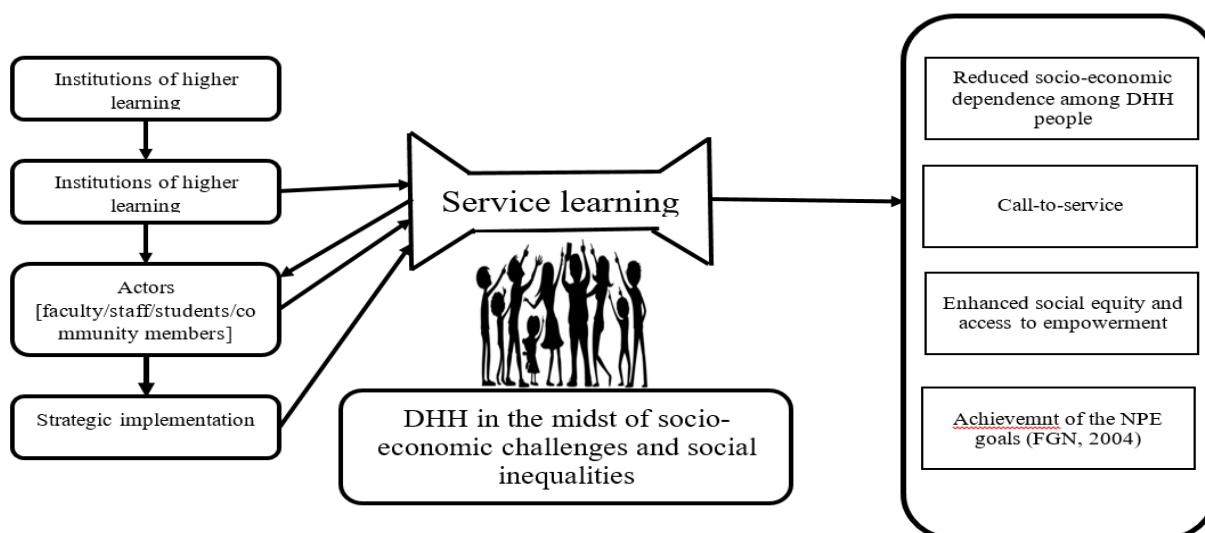 Institutions of higher
learning
Institutions of higher
learning
Actors
[faculty/staff/students/co
mmunity members]
Strategic implementation
Service learning
DHH in the midst of socio-
economic challenges and social
inequalities
Reduced socio-economic
dependence among DHH
people
Call-to-service
Enhanced social equity and
access to empowerment
Achievemnt of the NPE
goals (FGN, 2004)